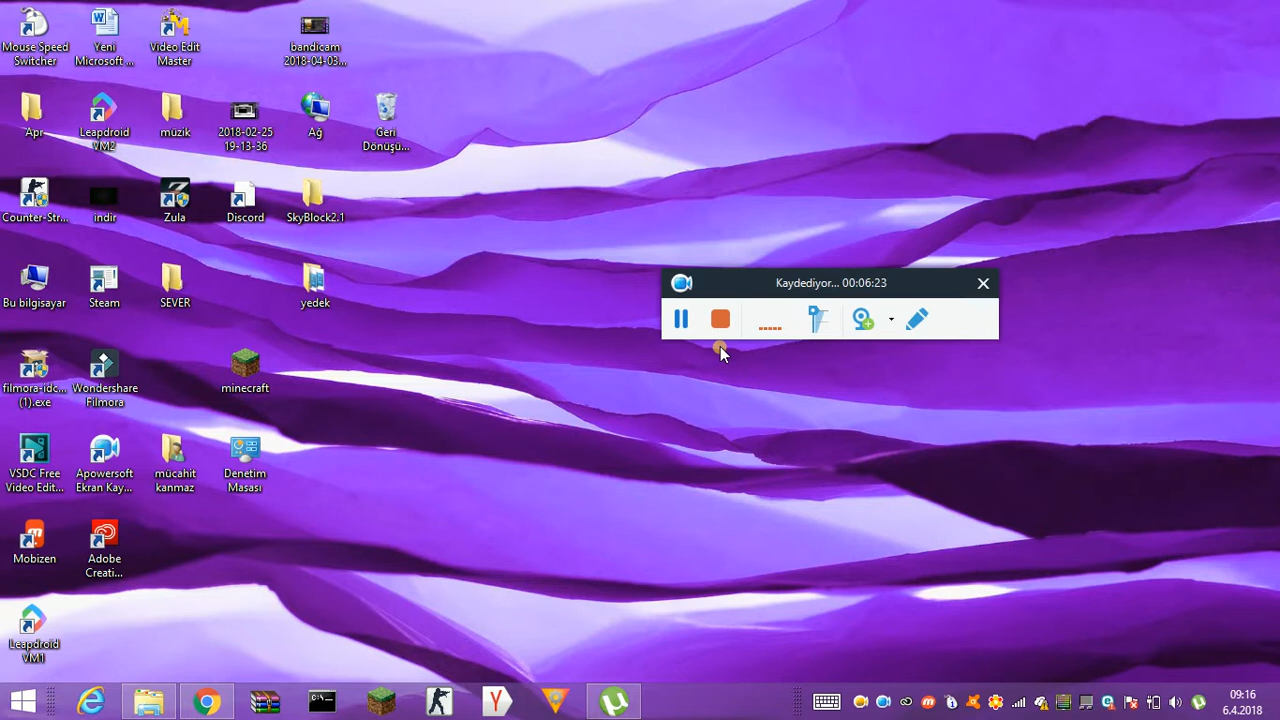 Mouse Speed
Switcher
Yeni
Microsoft ...
Video Edit
Master
bandicam
2018-04-03...
Apr
Leapdroid
VM2
müzik
2018-02-25
19-13-36
Ağ
Geri
Dönüşü...
Counter-Str...
indir
Zula
Discord
SkyBlock2.1
Kaydediyor... 00:06:23
Bu bilgisayar
Steam
SEVER
yedek
filmora-idc...
(1).exe
Wondershare
Filmora
minecraft
VSDC Free
Video Edit...
Apowersoft
Ekran Kay...
mücahit
kanmaz
Denetim
Masası
Mobizen
Adobe
Creati...
Leapdroid
VM1
09:16
6.4.2018